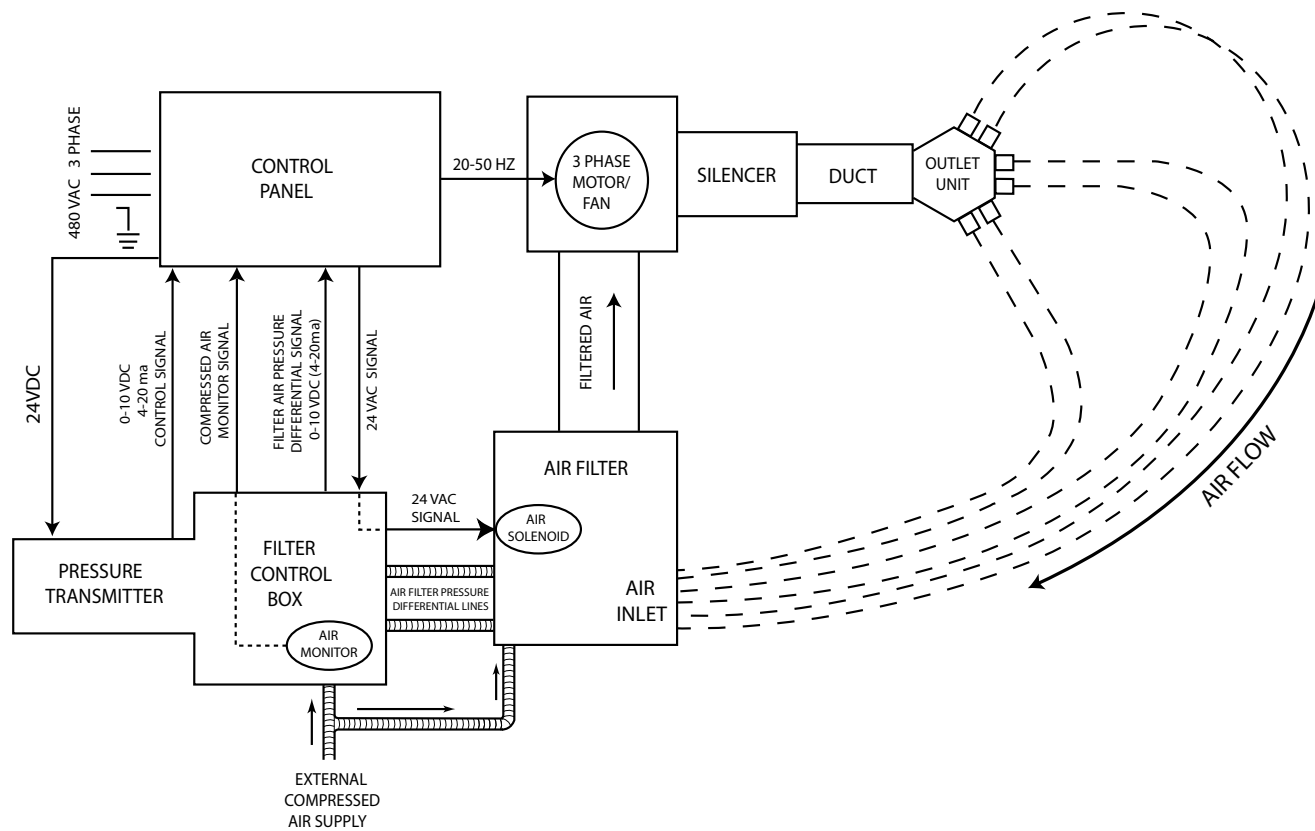 480 VAC  3 PHASE
CONTROL
PANEL
20-50 HZ
3 PHASE
MOTOR/
FAN
SILENCER
DUCT
OUTLET
UNIT
24VDC
0-10 VDC
4-20 ma
CONTROL SIGNAL
COMPRESSED AIR
MONITOR SIGNAL
FILTER AIR PRESSURE
DIFFERENTIAL SIGNAL
0-10 VDC (4-20ma)
24 VAC SIGNAL
FILTERED AIR
AIR FLOW
AIR FILTER
24 VAC
SIGNAL
AIR
SOLENOID
PRESSURE
TRANSMITTER
FILTER
CONTROL
BOX
AIR FILTER PRESSURE
DIFFERENTIAL LINES
AIR
INLET
AIR
MONITOR
EXTERNAL
COMPRESSED
AIR SUPPLY